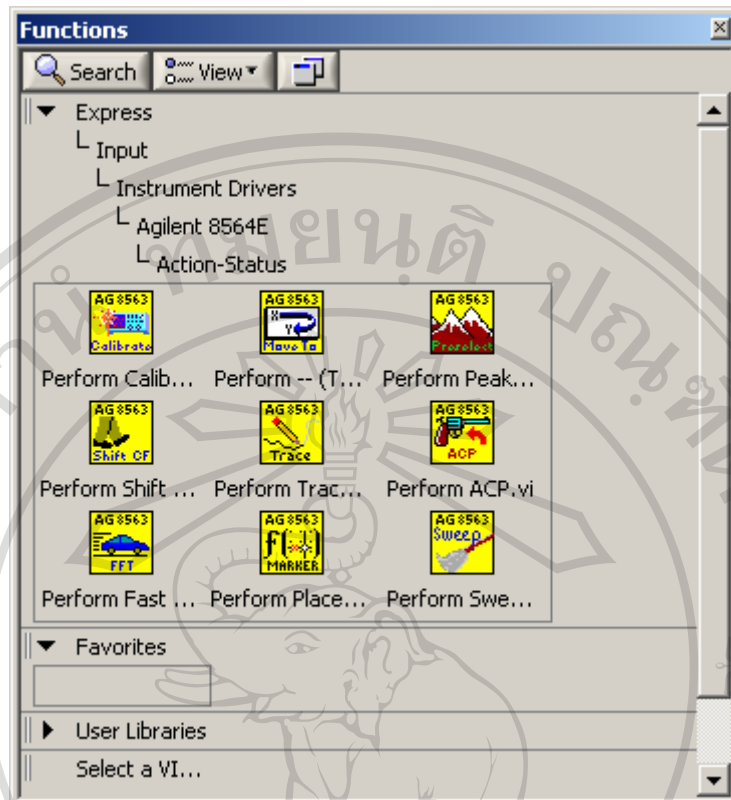 Functions
Search View
Express
Input
Instrument Drivers
Agilent 8564E
Action-Status
AG 8563 AG 8563 AG 8563
Calibrate Move To Preselect
Perform Calib... Perform -- (T... Perform Peak...
AG 8563 AG 8563 AG 8563
Shift CF Trace ACP
Perform Shift ... Perform Trac... Perform ACP.vi
AG 8563 AG 8563 AG 8563
FFT f( ) MARKER Sweep
Perform Fast ... Perform Place... Perform Swe...
Favorites
User Libraries
Select a VI...